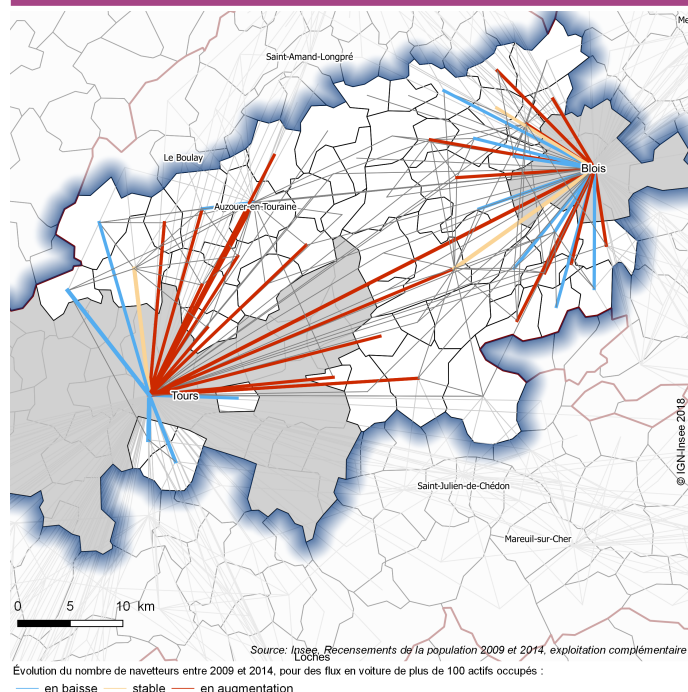 Me
Saint-Amand-Longpré
Le Boulay
Blois
Auzouer-en-Touraine
Tours
© IGN-Insee 2018
Saint-Julien-de-Chédon
Mareuil-sur-Cher
0 5 10 km
Source: Insee, Recensements de la population 2009 et 2014, exploitation complémentaire
Loches
Évolution du nombre de navetteurs entre 2009 et 2014, pour des flux en voiture de plus de 100 actifs occupés :
en baisse stable en augmentation